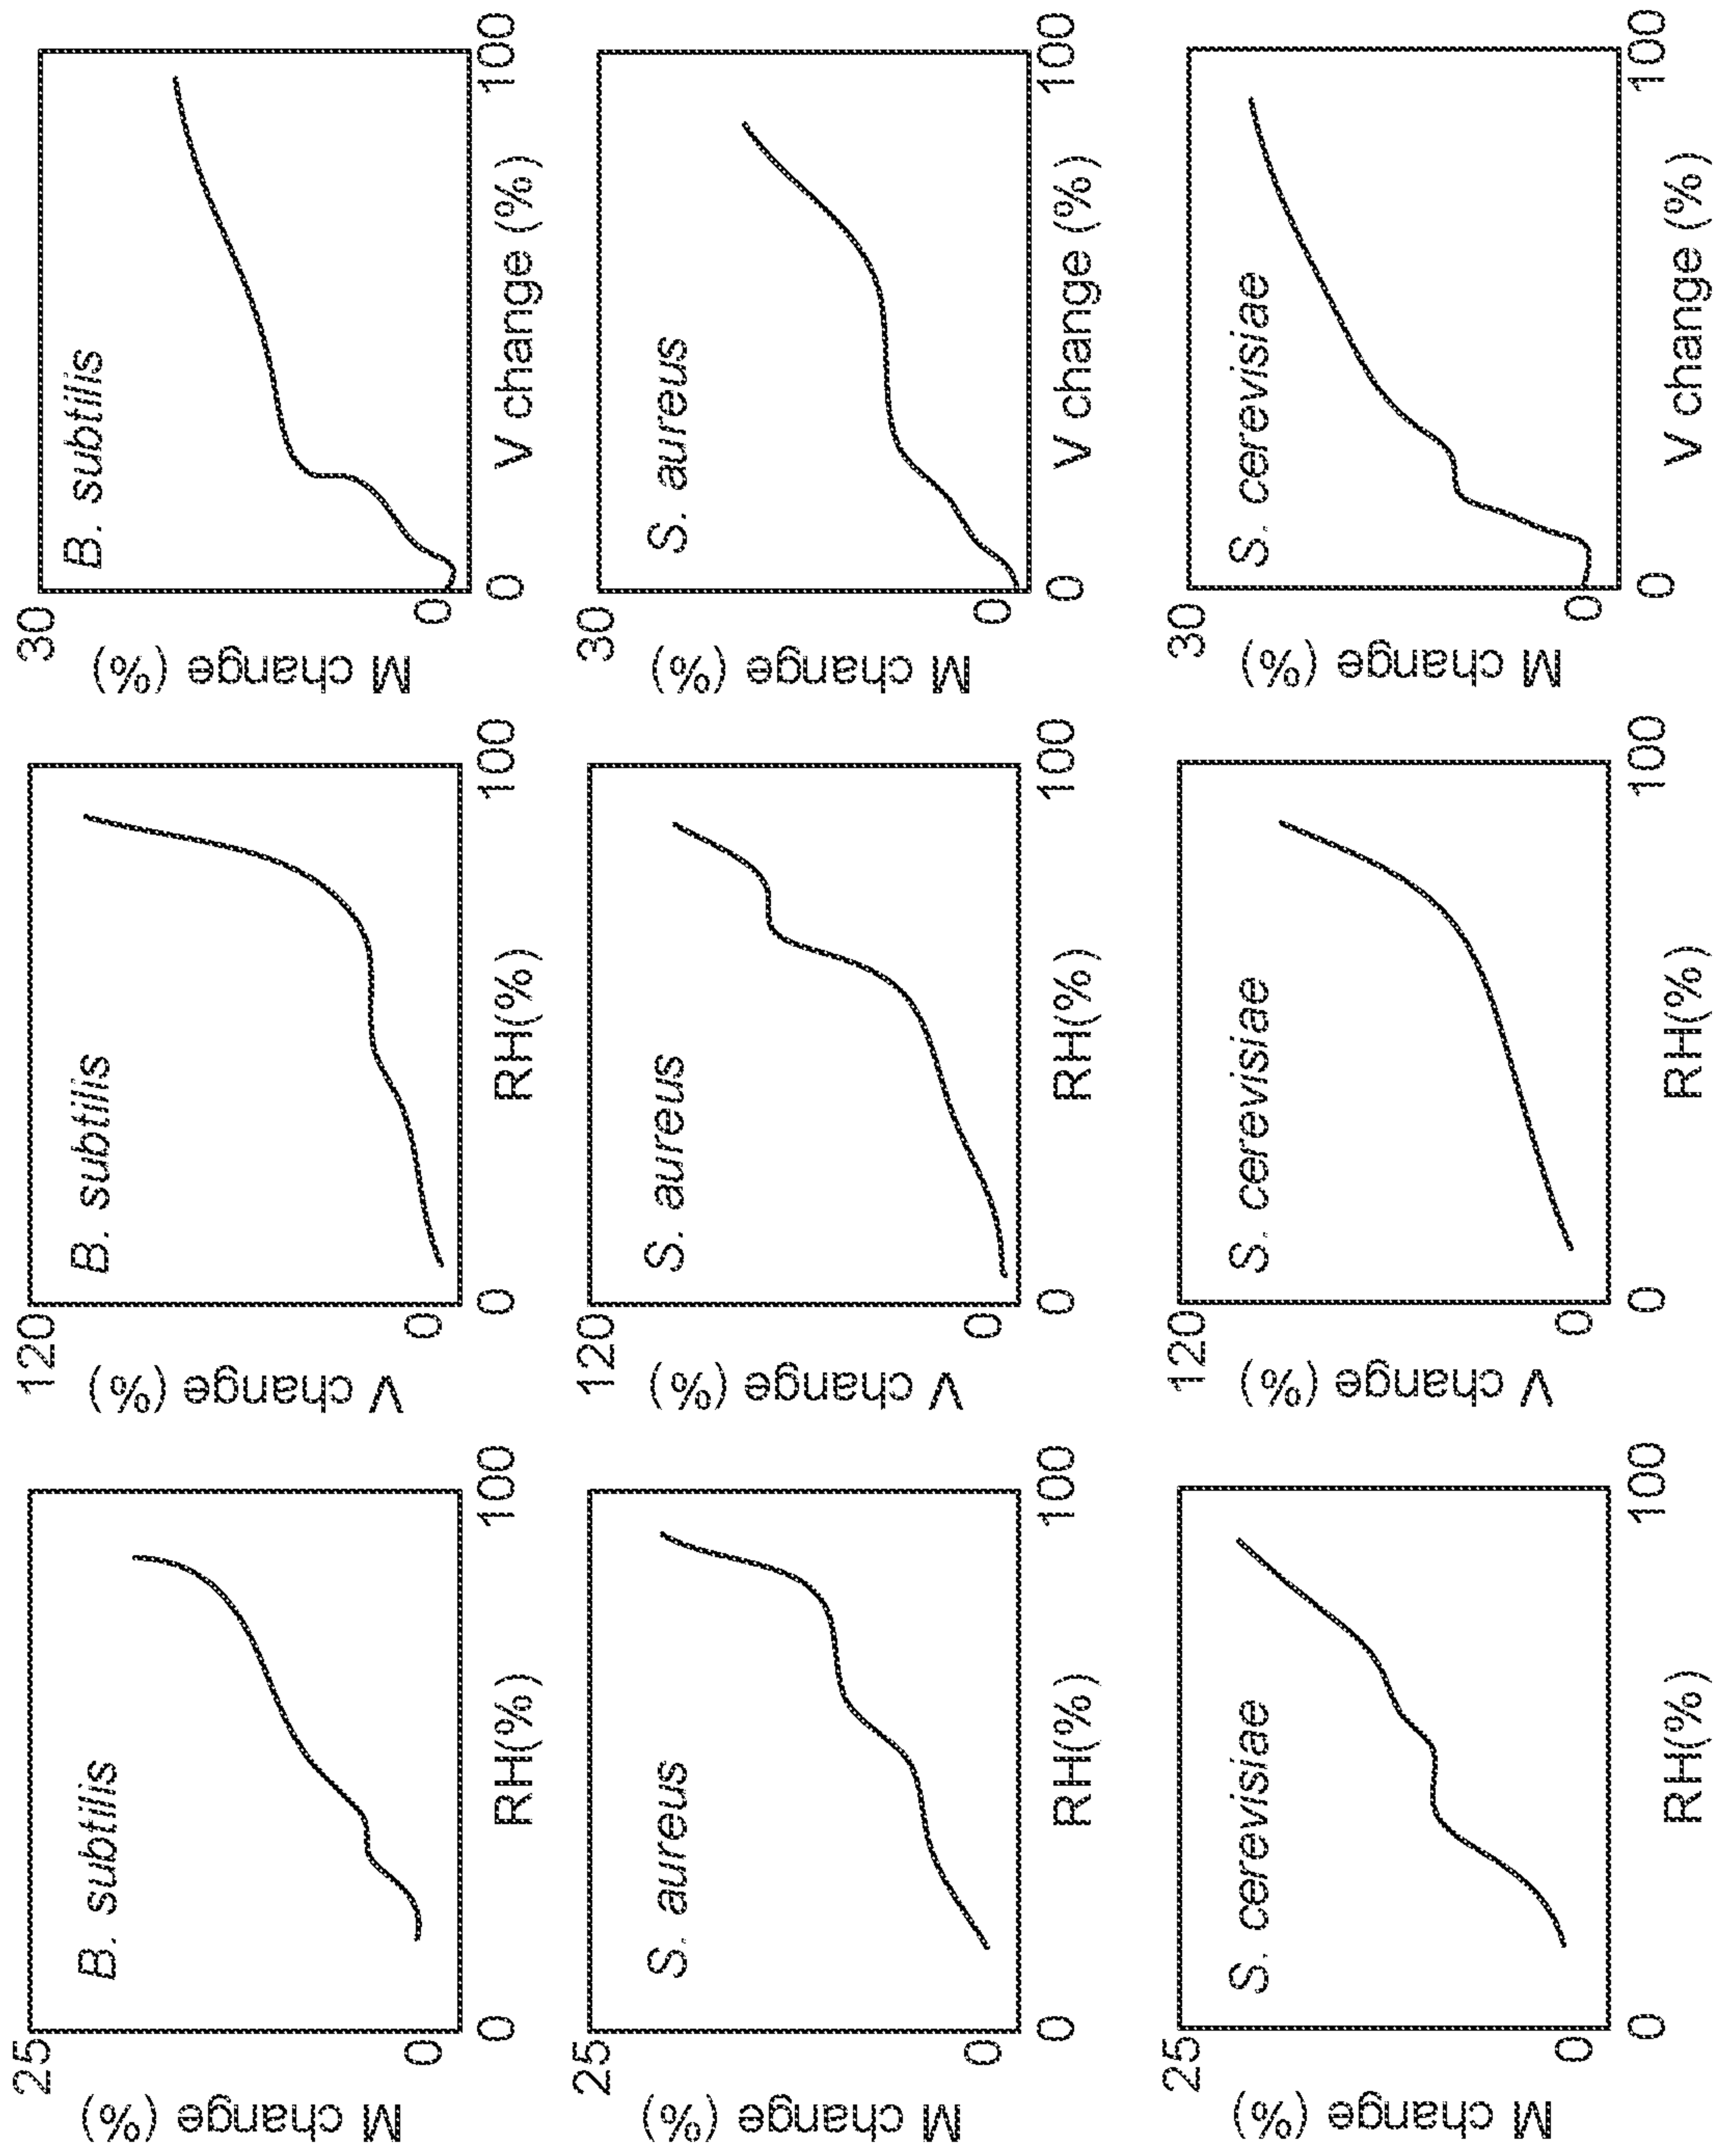 25
0
M change (%)
B. subtilis
0
100
RH(%)
120
0
V change (%)
B. subtilis
0
100
RH(%)
30
0
M change (%)
B. subtilis
0
100
V change (%)
25
0
M change (%)
S. aureus
0
100
RH(%)
120
0
V change (%)
S. aureus
0
100
RH(%)
30
0
M change (%)
S. aureus
0
100
V change (%)
25
0
M change (%)
S. cerevisiae
0
100
RH(%)
120
0
V change (%)
S. cerevisiae
0
100
RH(%)
30
0
M change (%)
S. cerevisiae
0
100
V change (%)